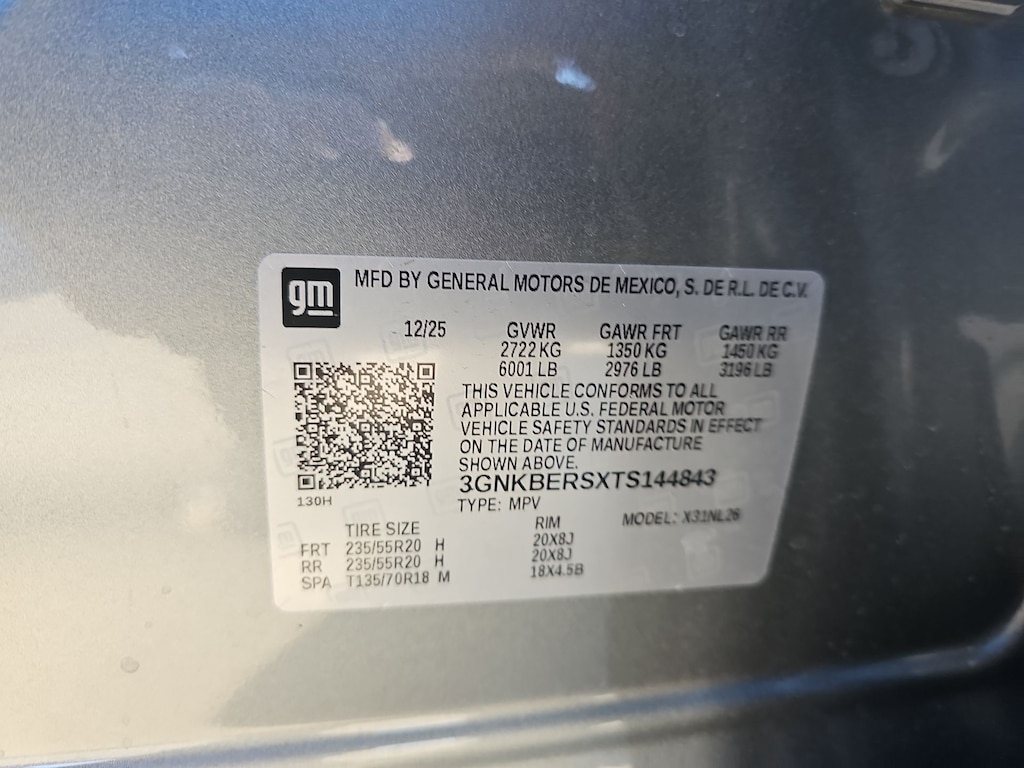 gm
MFD BY GENERAL MOTORS DE MEXICO, S. DE R.L. DE C.V.
12/25 GVWR GAWR FRT GAWR RR
2722 KG 1350 KG 1450 KG
6001 LB 2976 LB 3196 LB
THIS VEHICLE CONFORMS TO ALL
APPLICABLE U.S. FEDERAL MOTOR
VEHICLE SAFETY STANDARDS IN EFFECT
ON THE DATE OF MANUFACTURE
SHOWN ABOVE.
3GNKBERSXTS144843
130H
TYPE: MPV
MODEL: X31NL26
TIRE SIZE RIM
FRT 235/55R20 H 20X8J
RR 235/55R20 H 20X8J
SPA T135/70R18 M 18X4.5B